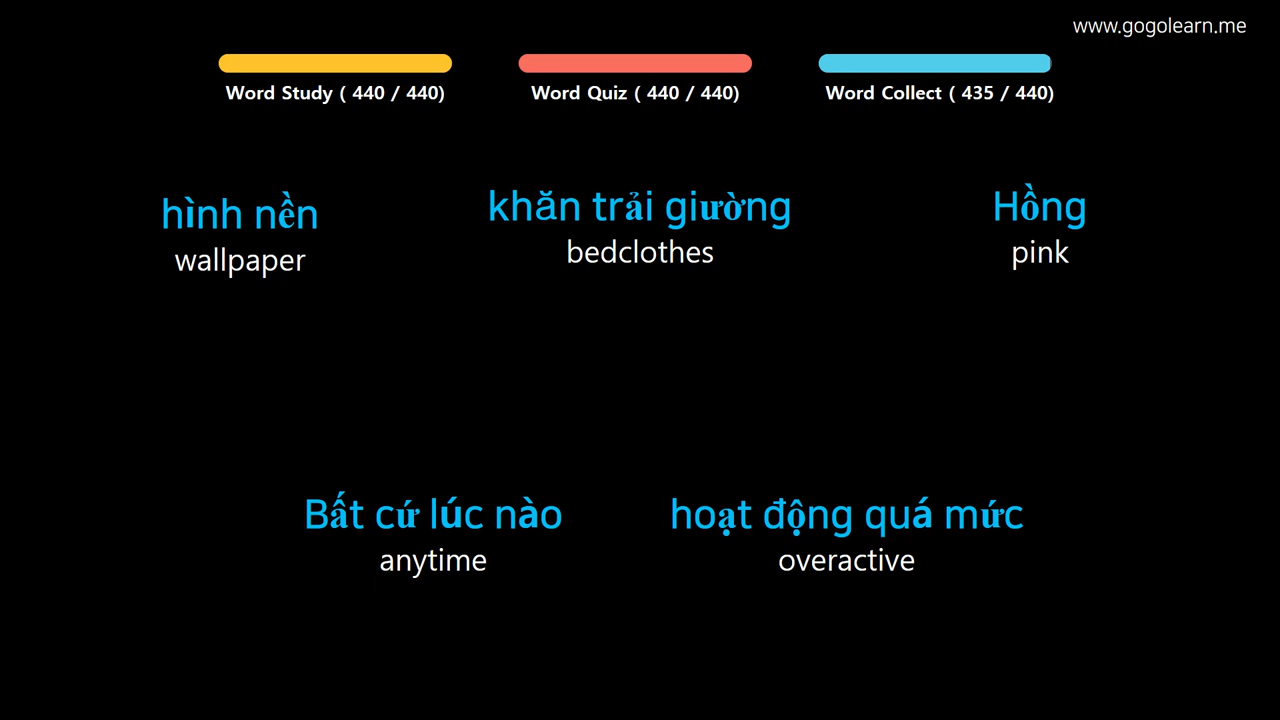 www.gogolearn.me
Word Study ( 440 / 440)
Word Quiz ( 440 / 440)
Word Collect ( 435 / 440)
hình nền
wallpaper
khăn trải giường
bedclothes
Hồng
pink
Bất cứ lúc nào
anytime
hoạt động quá mức
overactive